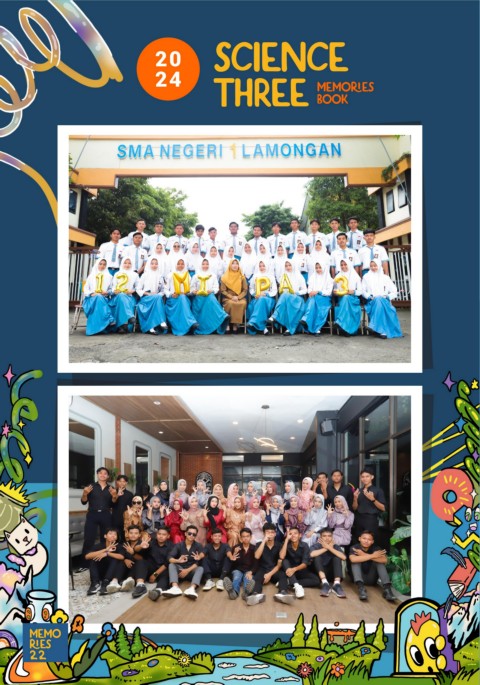 20
24
SCIENCE
THREE
MEMORIES
BOOK
SMA NEGERI 1 LAMONGAN
12 MIPA 3
MEMO
RIES
22